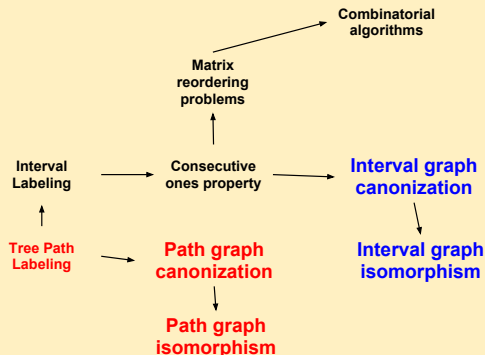 Combinatorial
algorithms
Matrix
reordering
problems
Interval
Labeling
Consecutive
ones property
Interval graph
canonization
Tree Path
Labeling
Path graph
canonization
Interval graph
isomorphism
Path graph
isomorphism